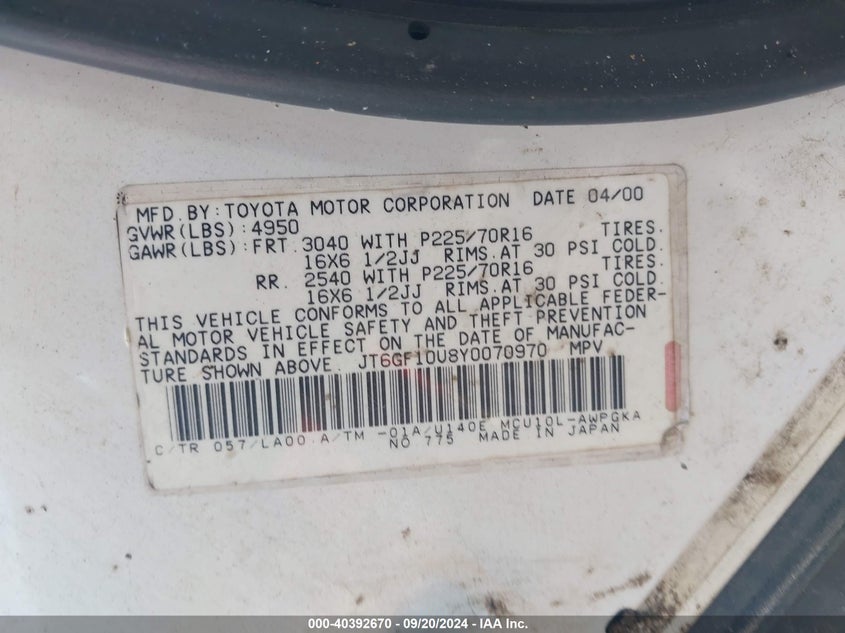 MFD.BY:TOYOTA MOTOR CORPORATION DATE 04/00
GVWR(LBS):4950
GAWR(LBS):FRT. 3040 WITH P225/70R16 TIRES.
16X6 1/2JJ RIMS.AT 30 PSI COLD.
RR. 2540 WITH P225/70R16 TIRES.
16X6 1/2JJ RIMS.AT 30 PSI COLD.
THIS VEHICLE CONFORMS TO ALL APPLICABLE FEDER-
AL MOTOR VEHICLE SAFETY AND THEFT PREVENTION
STANDARDS IN EFFECT ON THE DATE OF MANUFAC-
TURE SHOWN ABOVE. JT6GF10U8Y0070970 MPV
C/TR 057/LA00 A/TM -01A/U140E MCU10L-AWPGKA
NO 775 MADE IN JAPAN
000-40392670 - 09/20/2024 - IAA Inc.